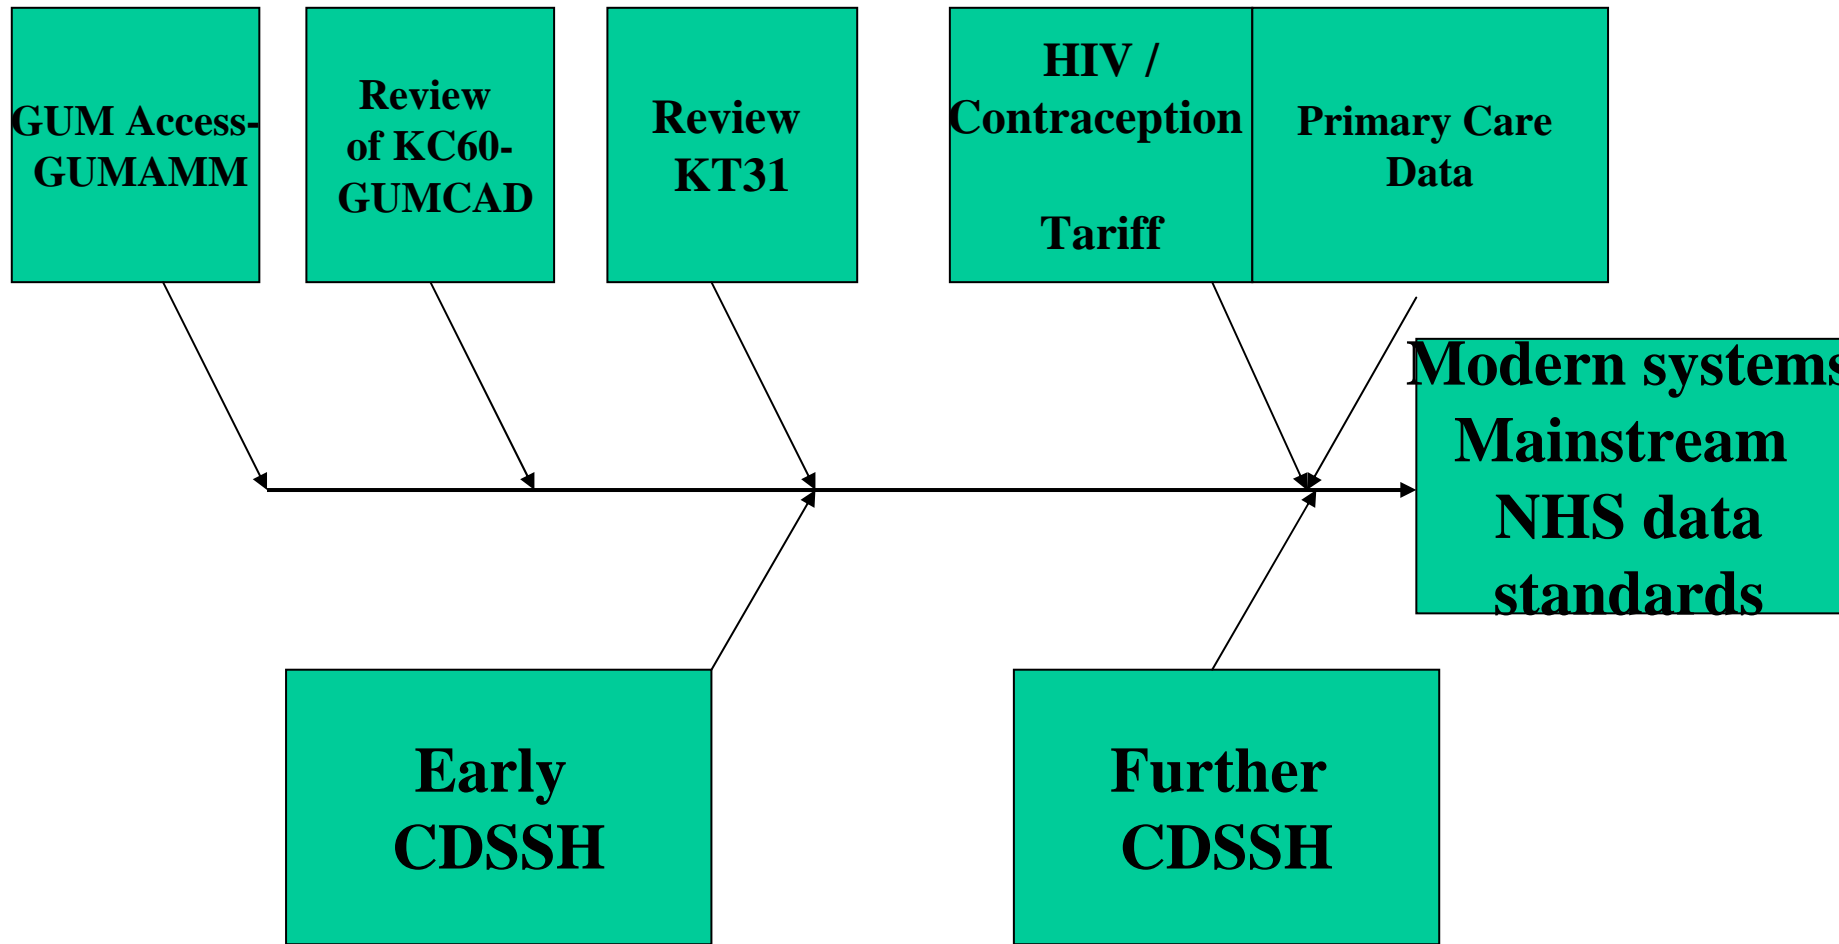 GUM Access-
GUMAMM
Review
of KC60-
GUMCAD
Review
KT31
HIV /
Contraception
Tariff
Primary Care
Data
Modern systems
Mainstream
NHS data
standards
Early
CDSSH
Further
CDSSH